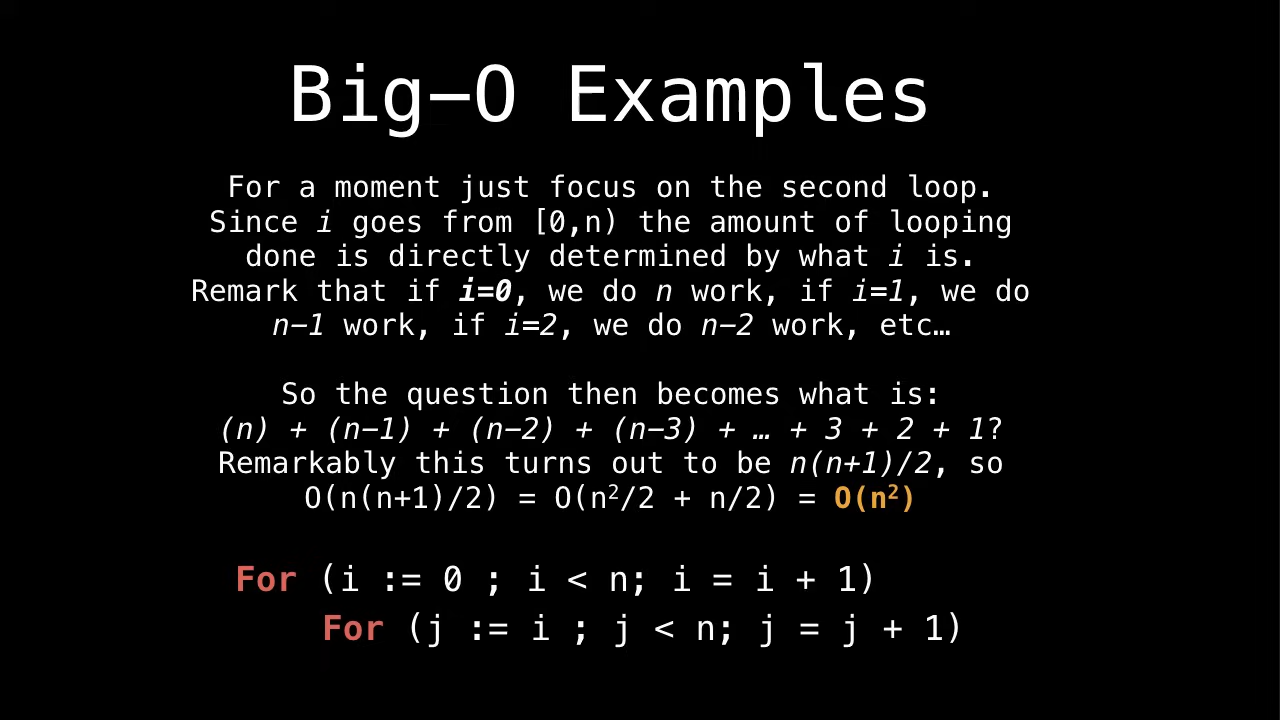 Big-O Examples
For a moment just focus on the second loop.
Since i goes from [0,n) the amount of looping
done is directly determined by what i is.
Remark that if i=0, we do n work, if i=1, we do
n-1 work, if i=2, we do n-2 work, etc…
So the question then becomes what is:
(n) + (n-1) + (n-2) + (n-3) + … + 3 + 2 + 1?
Remarkably this turns out to be n(n+1)/2, so
O(n(n+1)/2) = O(n²/2 + n/2) = O(n²)
For (i := 0 ; i < n; i = i + 1)
For (j := i ; j < n; j = j + 1)